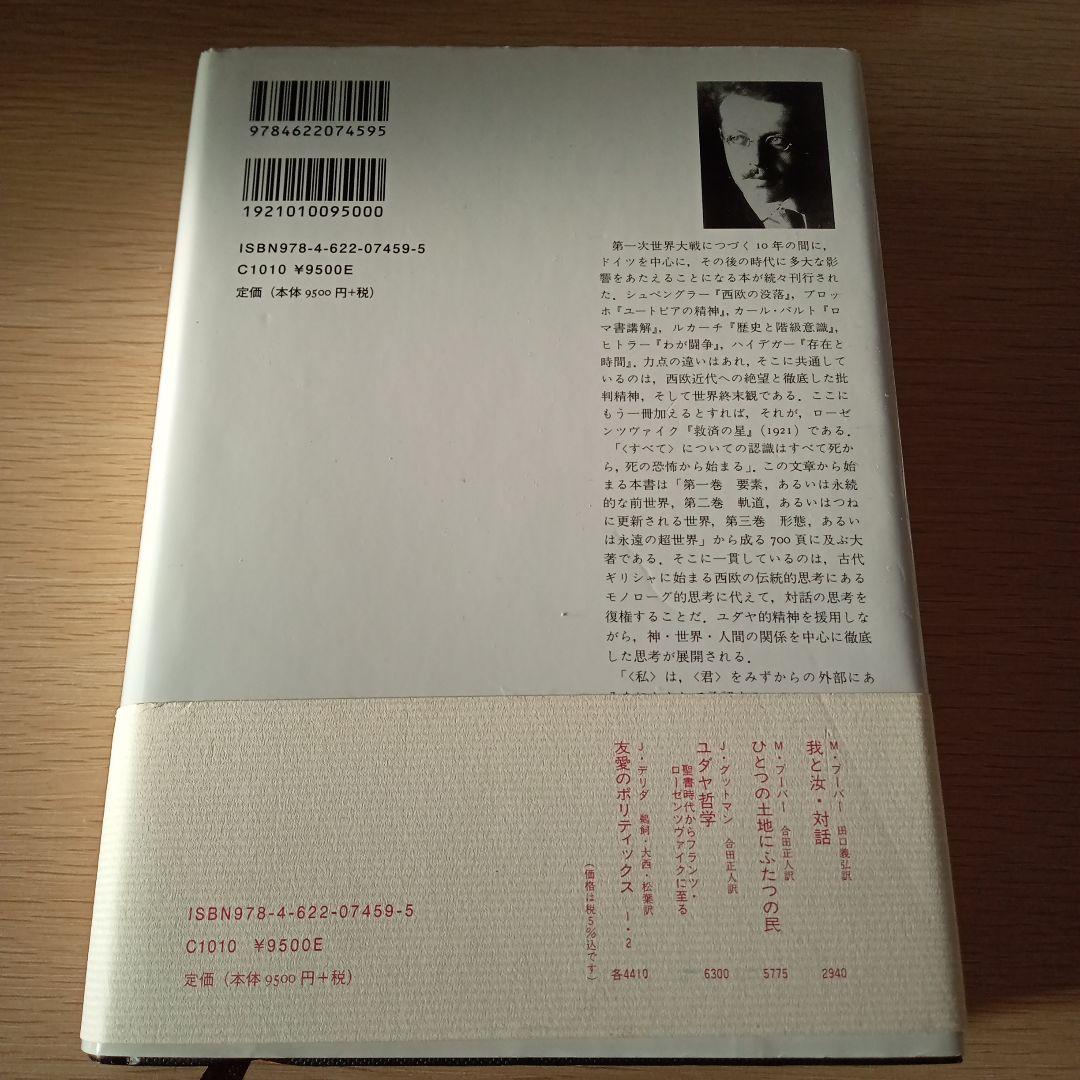 9784622074595
1921010095000
ISBN978-4-622-07459-5
C1010 ¥9500E
定価（本体9500円+税）
第一次世界大戦につづく10年の間に，
ドイツを中心に，その後の時代に多大な影
響をあたえることになる本が続々刊行され
た．シュペングラー『西欧の没落』，ブロッ
ホ『ユートピアの精神』，カール・バルト『ロ
マ書講解』，ルカーチ『歴史と階級意識』，
ヒトラー『わが闘争』，ハイデガー『存在と
時間』．力点の違いはあれ，そこに共通して
いるのは，西欧近代への絶望と徹底した批
判精神，そして世界終末観である．ここに
もう一冊加えるとすれば，それが，ローゼ
ンツヴァイク『救済の星』（1921）である．
「〈すべて〉についての認識はすべて死か
ら，死の恐怖から始まる」．この文章から始
まる本書は「第一巻　要素，あるいは永続
的な前世界，第二巻　軌道，あるいはつね
に更新される世界，第三巻　形態，あるい
は永遠の超世界」から成る700頁に及ぶ大
著である．そこに一貫しているのは，古代
ギリシャに始まる西欧の伝統的思考にある
モノローグ的思考に代えて，対話の思考を
復権することだ．ユダヤ的精神を援用しな
がら，神・世界・人間の関係を中心に徹底
した思考が展開される．
「〈私〉は，〈君〉をみずからの外部にあ
M・ブーバー　田口義弘訳
我と汝・対話
2940
M・ブーバー　合田正人訳
ひとつの土地にふたつの民
5775
J・グットマン　合田正人訳
ユダヤ哲学
聖書時代からフランツ・
ローゼンツヴァイクに至る
6300
J・デリダ　鵜飼・大西・松葉訳
友愛のポリティックス　1・2
各4410
（価格は税5%込です）
ISBN978-4-622-07459-5
C1010 ¥9500E
定価（本体9500円+税）